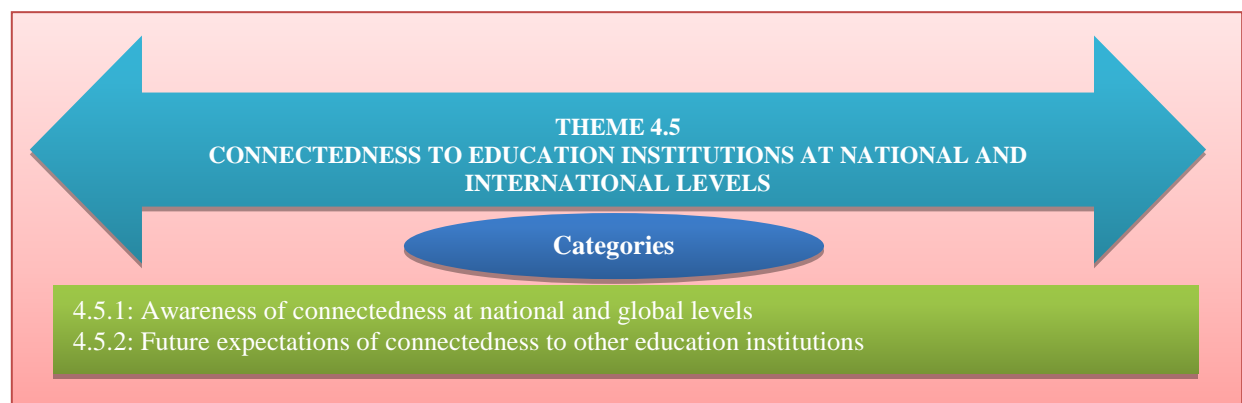 THEME 4.5
CONNECTEDNESS TO EDUCATION INSTITUTIONS AT NATIONAL AND
INTERNATIONAL LEVELS
Categories
4.5.1: Awareness of connectedness at national and global levels
4.5.2: Future expectations of connectedness to other education institutions